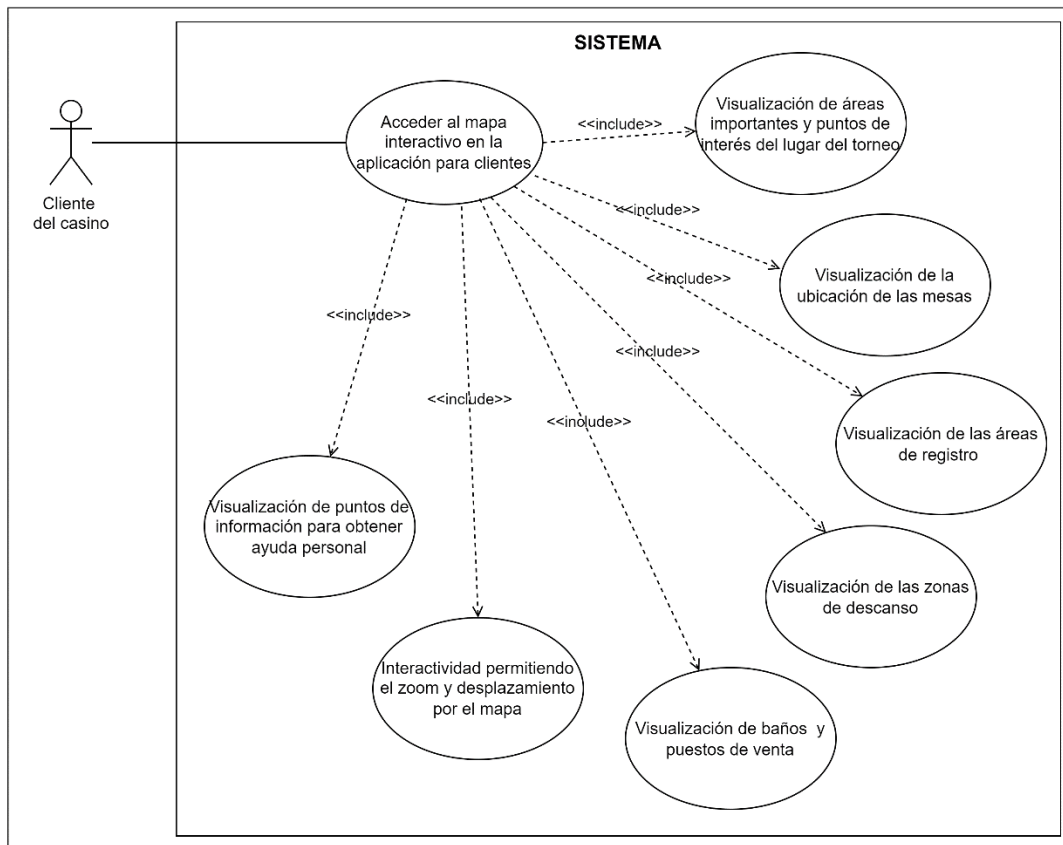 SISTEMA
Cliente
del casino
Acceder al mapa
interactivo en la
aplicación para clientes
<<include>>
Visualización de áreas
importantes y puntos de
interés del lugar del torneo
<<include>>
Visualización de la
ubicación de las mesas
<<include>>
Visualización de las áreas
de registro
<<include>>
Visualización de las zonas
de descanso
<<include>>
Visualización de baños y
puestos de venta
<<include>>
Interactividad permitiendo
el zoom y desplazamiento
por el mapa
<<include>>
Visualización de puntos de
información para obtener
ayuda personal